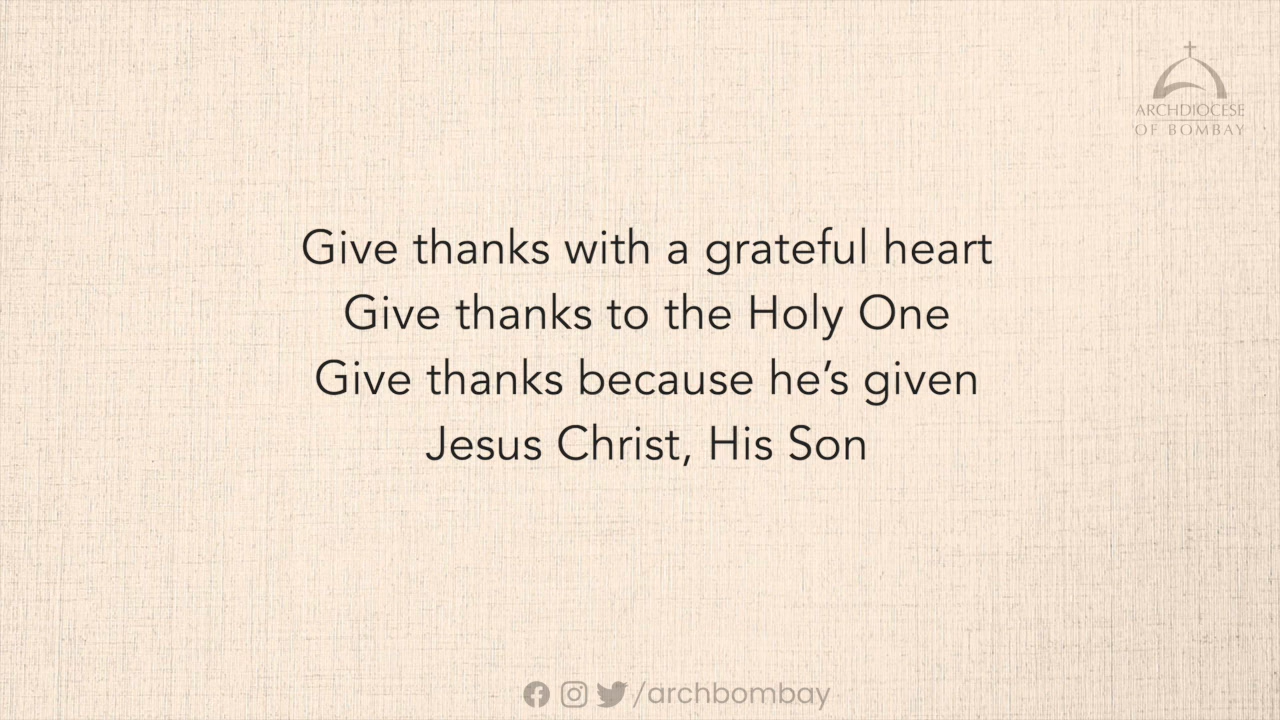 ARCHDIOCESE
OF BOMBAY
Give thanks with a grateful heart
Give thanks to the Holy One
Give thanks because he’s given
Jesus Christ, His Son
/archbombay